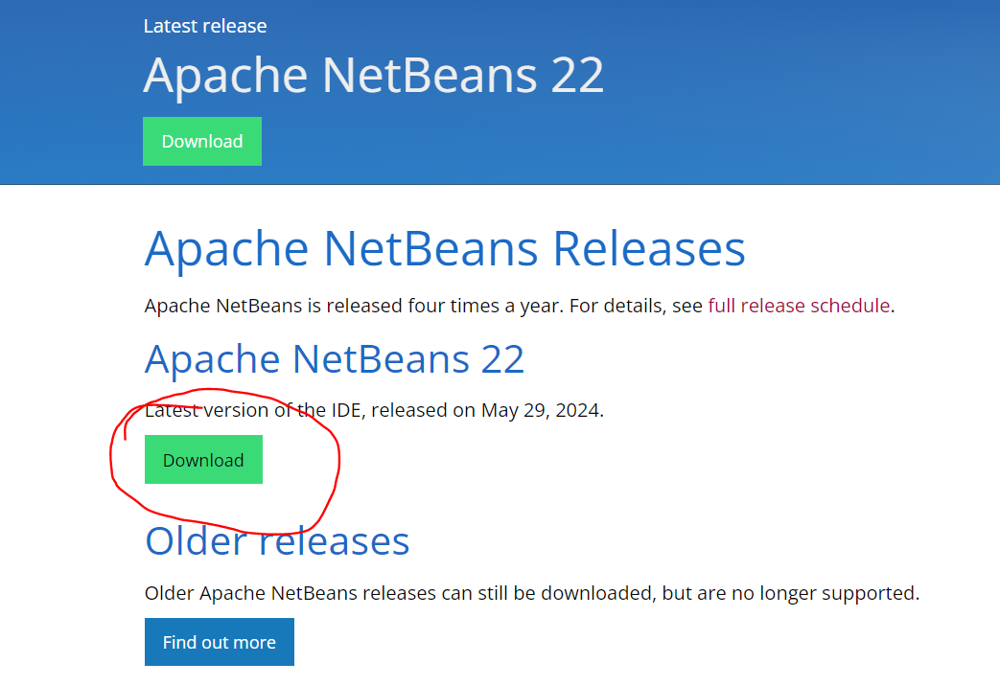 Latest release
Apache NetBeans 22
Download
Apache NetBeans Releases
Apache NetBeans is released four times a year. For details, see full release schedule.
Apache NetBeans 22
Latest version of the IDE, released on May 29, 2024.
Download
Older releases
Older Apache NetBeans releases can still be downloaded, but are no longer supported.
Find out more